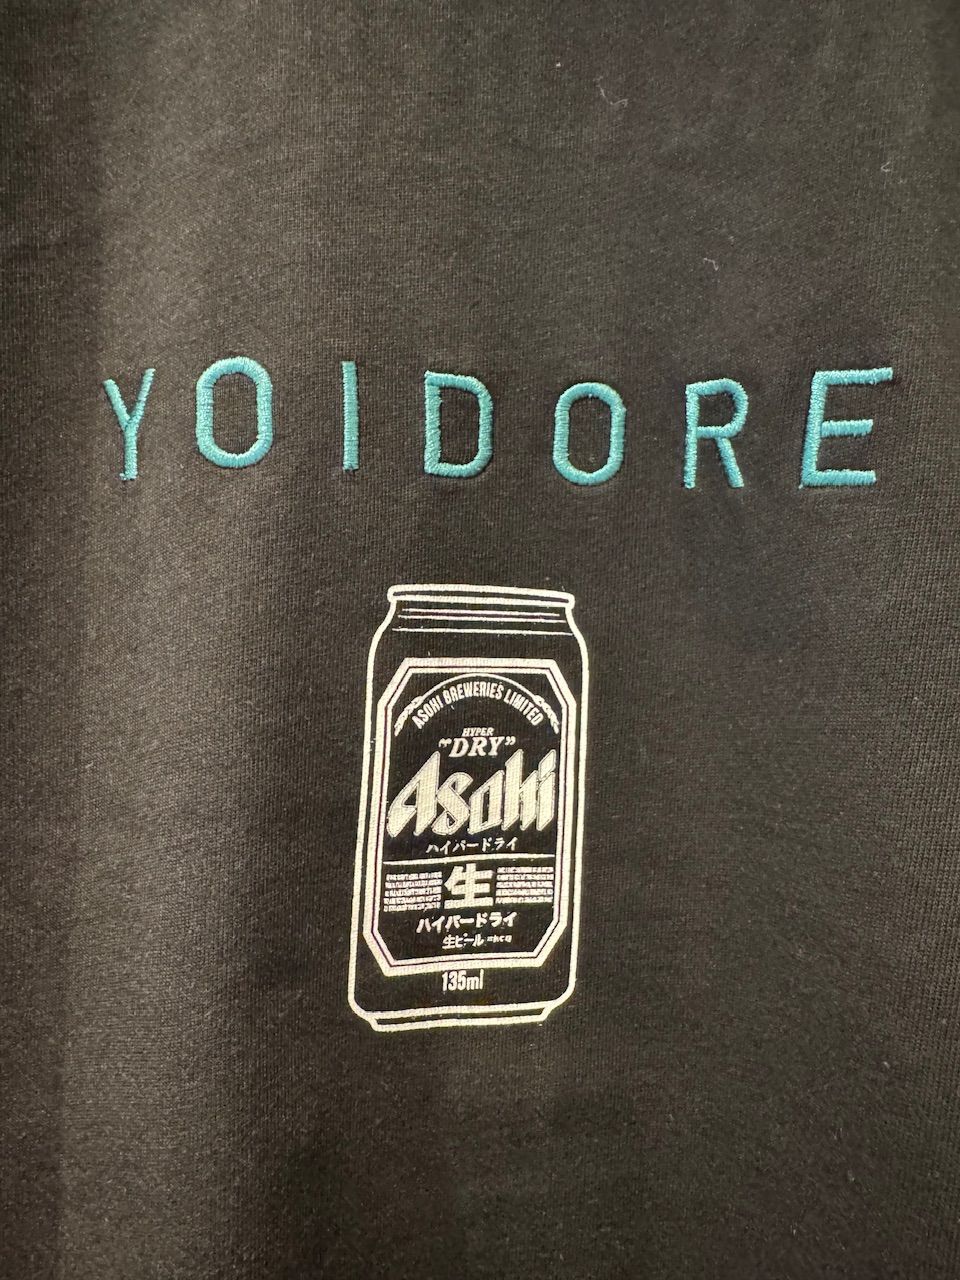 YOIDORE
ASAHI BREWERIES LIMITED
HYPER
"DRY"
Asahi
ハイパードライ
生
ハイパードライ
生ビール
135ml